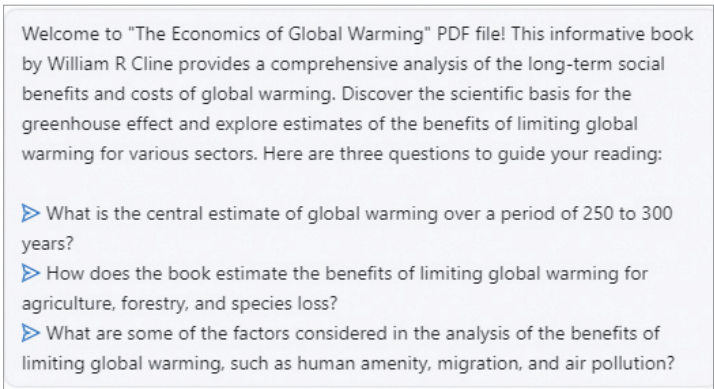 Welcome to "The Economics of Global Warming" PDF file! This informative book
by William R Cline provides a comprehensive analysis of the long-term social
benefits and costs of global warming. Discover the scientific basis for the
greenhouse effect and explore estimates of the benefits of limiting global
warming for various sectors. Here are three questions to guide your reading:
What is the central estimate of global warming over a period of 250 to 300
years?
How does the book estimate the benefits of limiting global warming for
agriculture, forestry, and species loss?
What are some of the factors considered in the analysis of the benefits of
limiting global warming, such as human amenity, migration, and air pollution?